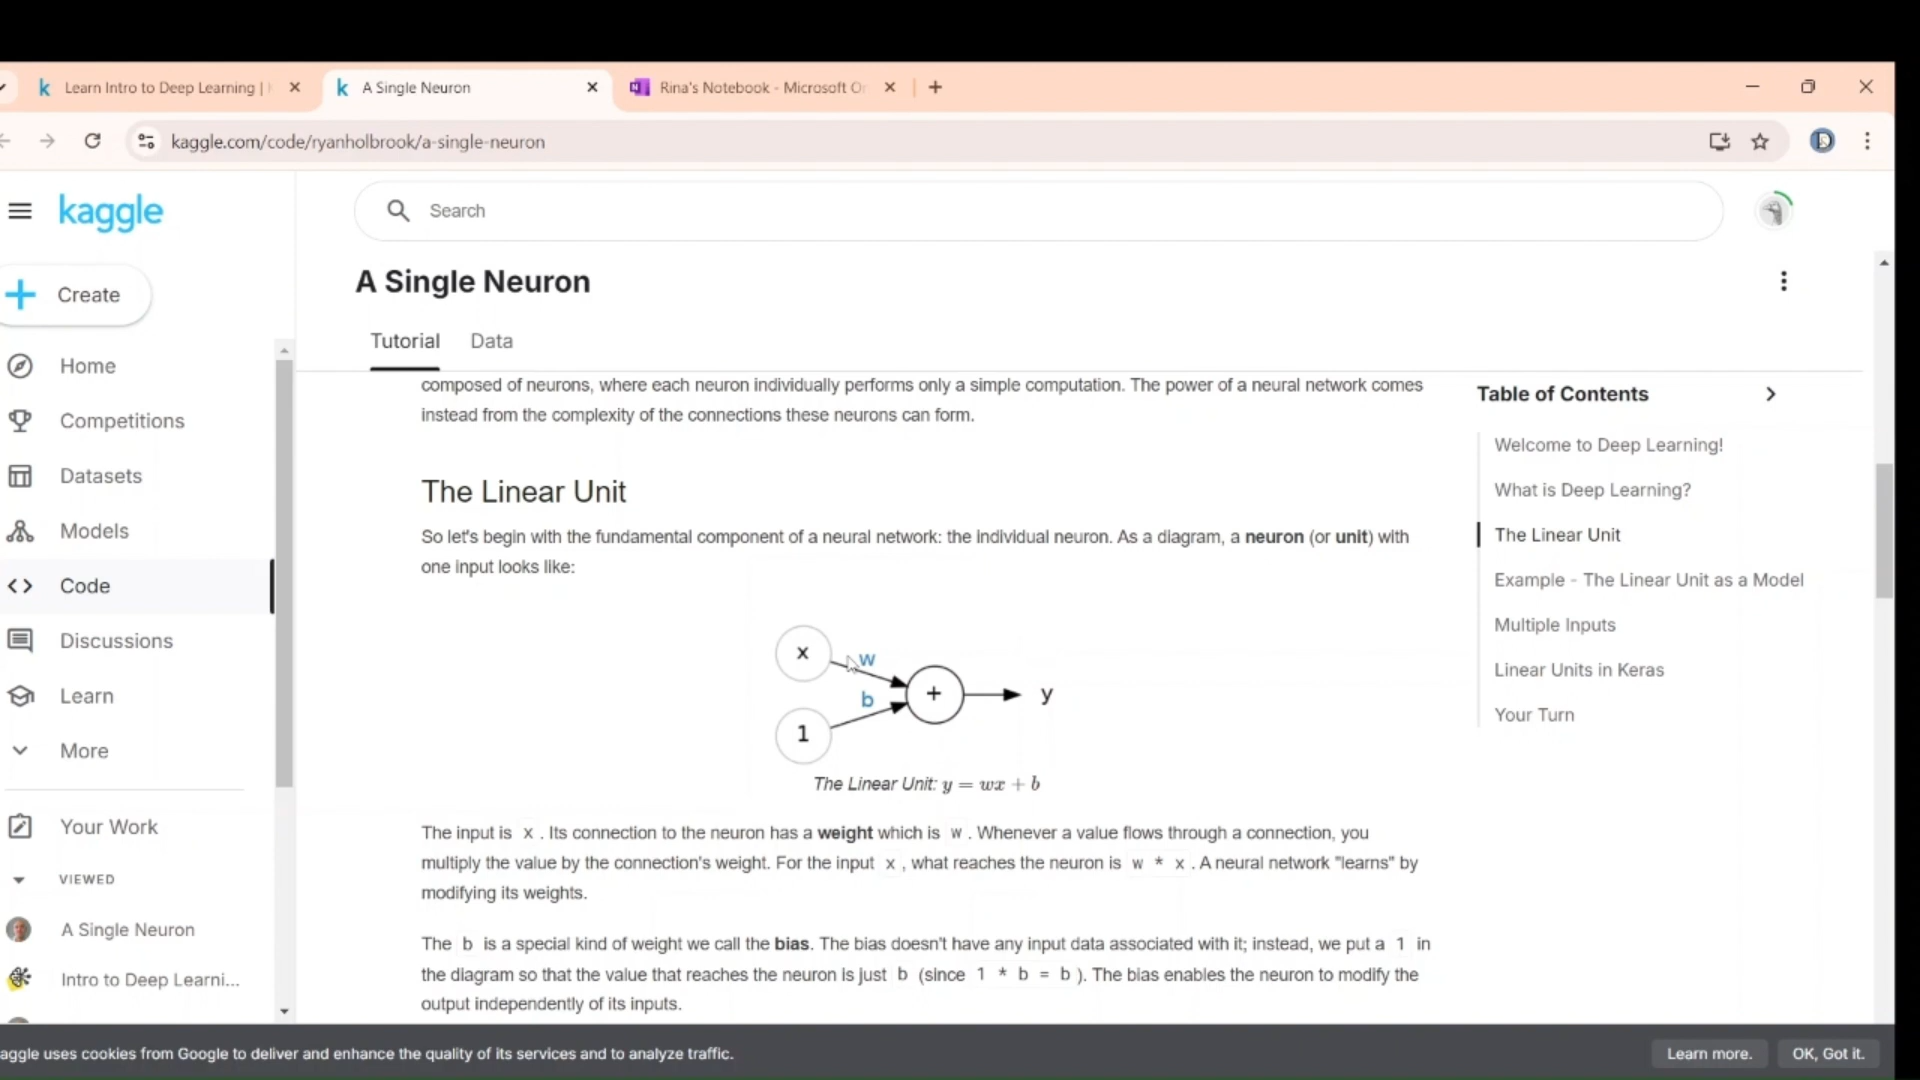 Learn Intro to Deep Learning |
A Single Neuron
Rina's Notebook - Microsoft On
kaggle.com/code/ryanholbrook/a-single-neuron
kaggle
Search
Create
Home
Competitions
Datasets
Models
Code
Discussions
Learn
More
Your Work
VIEWED
A Single Neuron
Intro to Deep Learni...
A Single Neuron
Tutorial Data
composed of neurons, where each neuron individually performs only a simple computation. The power of a neural network comes
instead from the complexity of the connections these neurons can form.
The Linear Unit
So let's begin with the fundamental component of a neural network: the individual neuron. As a diagram, a neuron (or unit) with
one input looks like:
x
w
+
y
b
1
The Linear Unit: y = wx + b
The input is x . Its connection to the neuron has a weight which is w . Whenever a value flows through a connection, you
multiply the value by the connection's weight. For the input x , what reaches the neuron is w * x . A neural network "learns" by
modifying its weights.
The b is a special kind of weight we call the bias. The bias doesn't have any input data associated with it; instead, we put a 1 in
the diagram so that the value that reaches the neuron is just b (since 1 * b = b ). The bias enables the neuron to modify the
output independently of its inputs.
Table of Contents
Welcome to Deep Learning!
What is Deep Learning?
The Linear Unit
Example - The Linear Unit as a Model
Multiple Inputs
Linear Units in Keras
Your Turn
aggle uses cookies from Google to deliver and enhance the quality of its services and to analyze traffic.
Learn more.
OK, Got it.